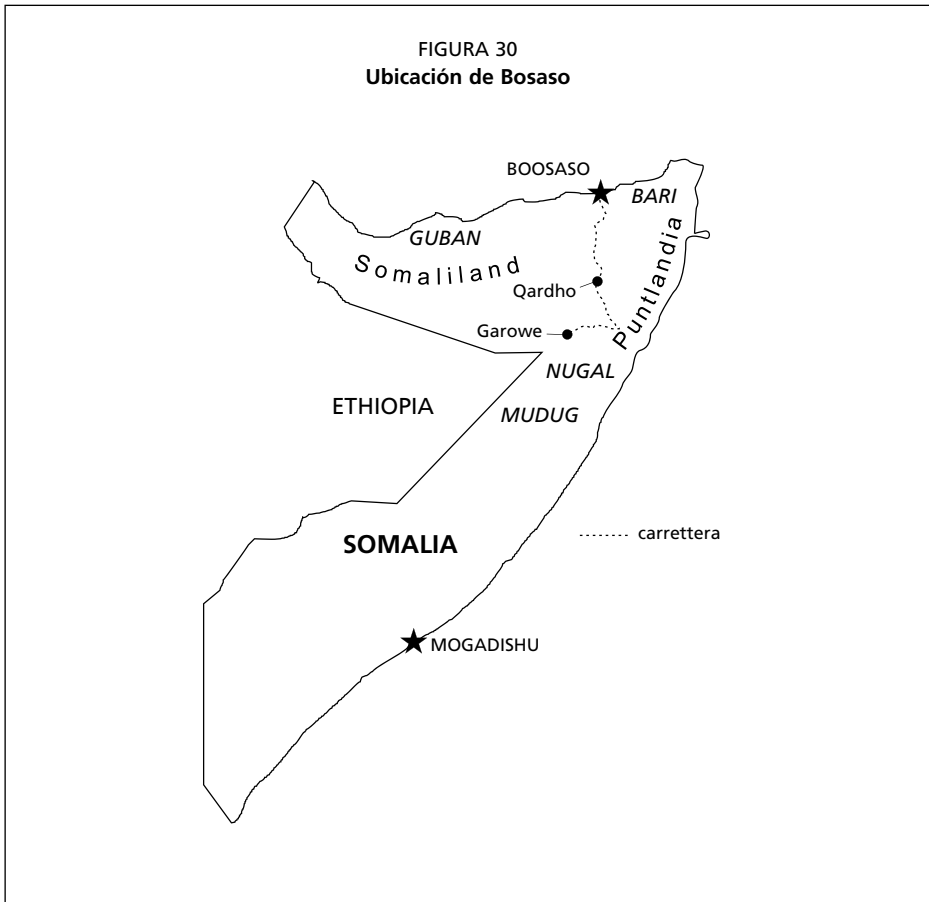 FIGURA 30
Ubicación de Bosaso
BOOSASO
BARI
GUBAN
Somaliland
Puntlandia
Qardho
Garowe
NUGAL
ETHIOPIA
MUDUG
SOMALIA
carrettera
MOGADISHU